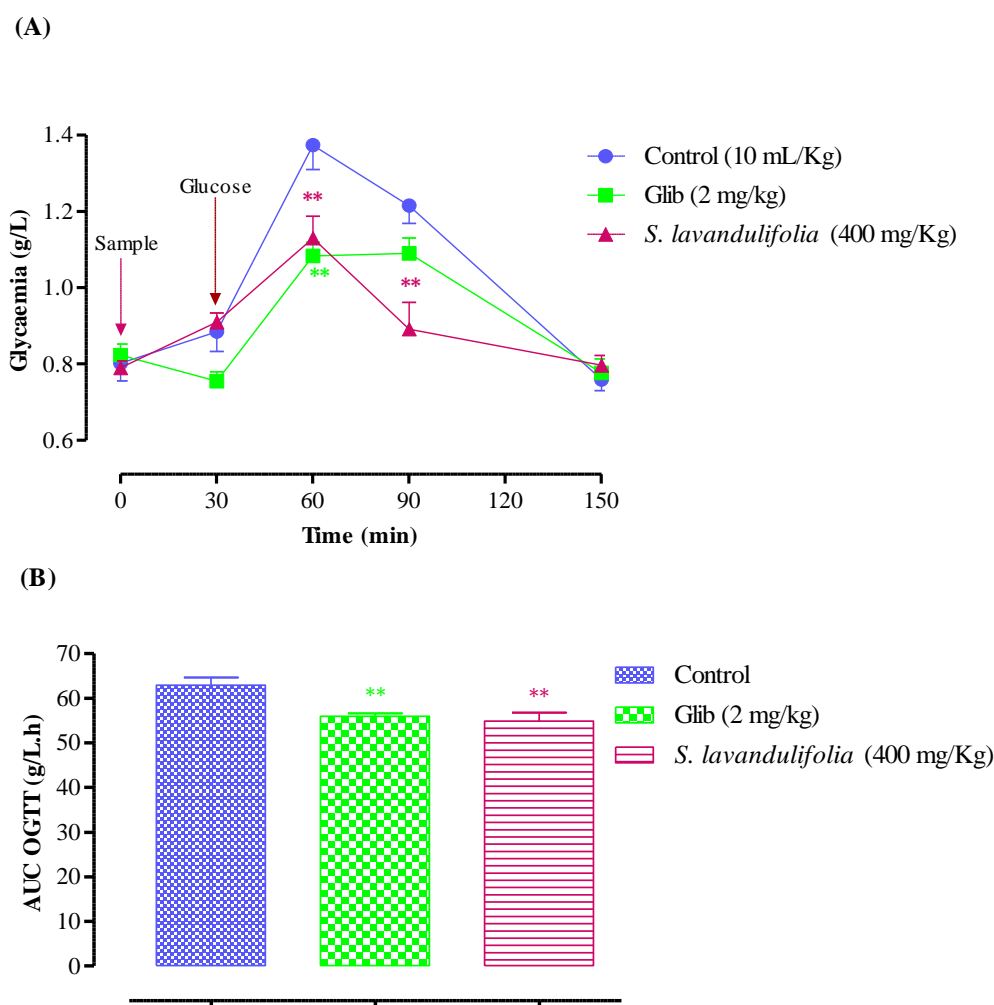 (A)
Glycaemia (g/L)
1.4
1.2
1.0
0.8
0.6
Sample
Glucose
**
**
**
Control (10 mL/Kg)
Glib (2 mg/kg)
S. lavandulifolia (400 mg/Kg)
0 30 60 90 120 150
Time (min)
(B)
AUC OGTT (g/L.h)
70
60
50
40
30
20
10
0
** **
Control
Glib (2 mg/kg)
S. lavandulifolia (400 mg/Kg)